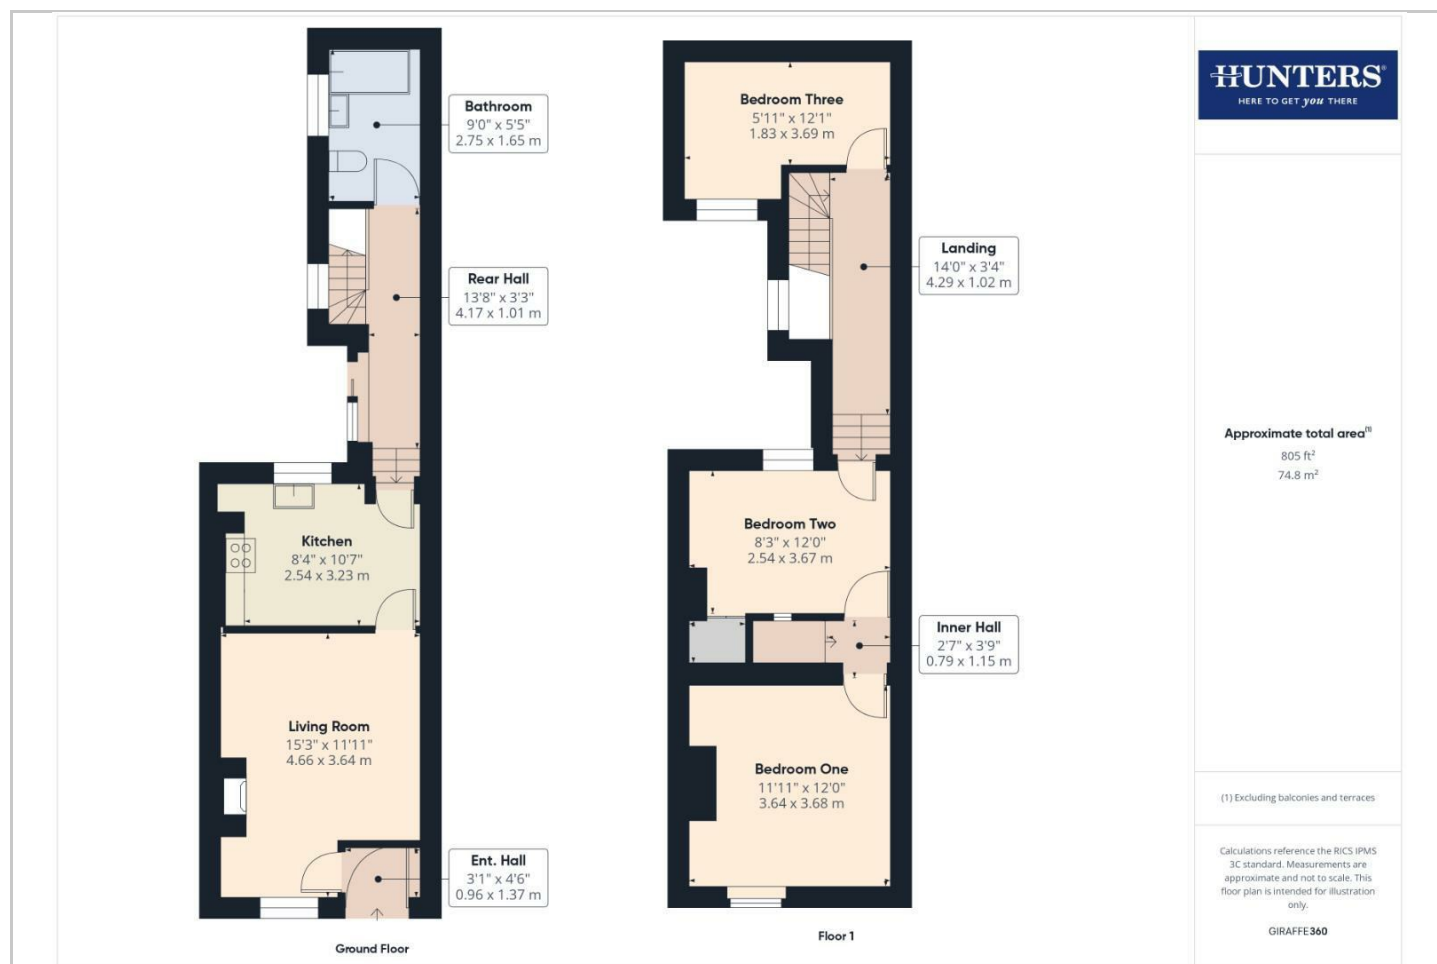 Bathroom
9'0" x 5'5"
2.75 x 1.65 m
Rear Hall
13'8" x 3'3"
4.17 x 1.01 m
Kitchen
8'4" x 10'7"
2.54 x 3.23 m
Living Room
15'3" x 11'11"
4.66 x 3.64 m
Ent. Hall
3'1" x 4'6"
0.96 x 1.37 m
Ground Floor
Bedroom Three
5'11" x 12'1"
1.83 x 3.69 m
Landing
14'0" x 3'4"
4.29 x 1.02 m
Bedroom Two
8'3" x 12'0"
2.54 x 3.67 m
Inner Hall
2'7" x 3'9"
0.79 x 1.15 m
Bedroom One
11'11" x 12'0"
3.64 x 3.68 m
Floor 1
HUNTERS®
HERE TO GET you THERE
Approximate total area(1)
805 ft²
74.8 m²
(1) Excluding balconies and terraces
Calculations reference the RICS IPMS
3C standard. Measurements are
approximate and not to scale. This
floor plan is intended for illustration
only.
GIRAFFE360